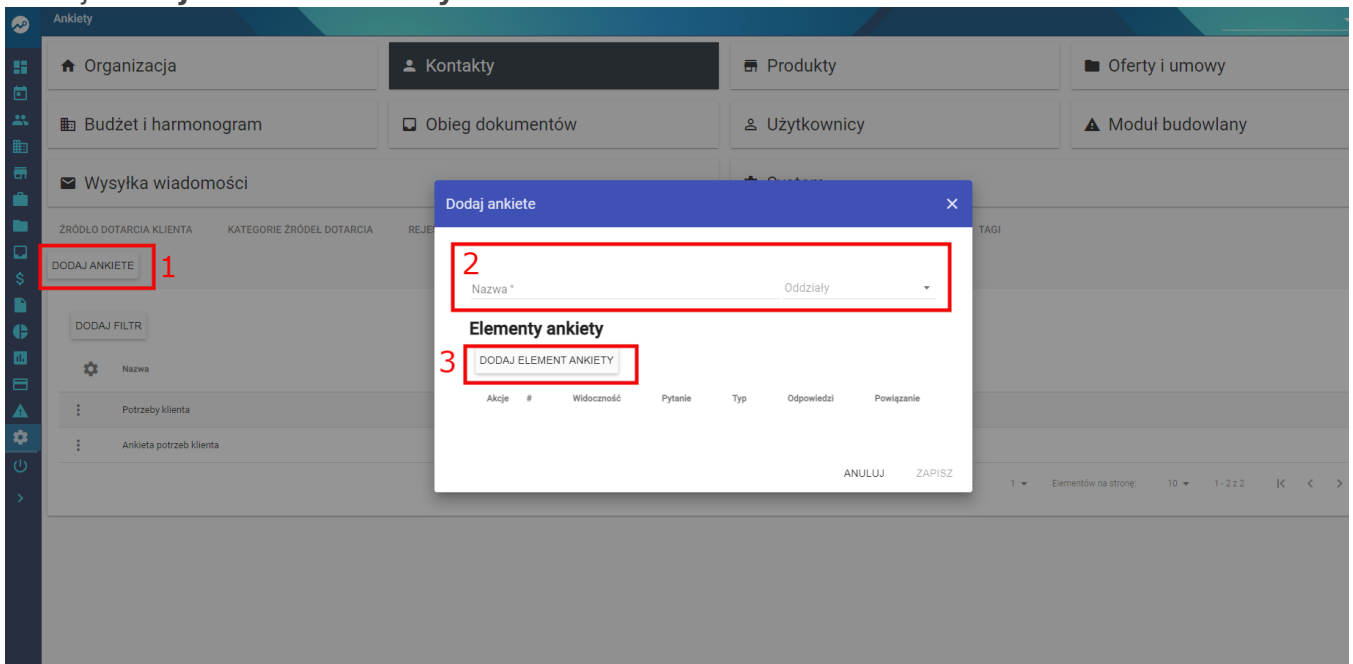 Ankiety
Organizacja
Kontakty
Produkty
Oferty i umowy
Budżet i harmonogram
Obieg dokumentów
Użytkownicy
Moduł budowlany
Wysyłka wiadomości
Dodaj ankiete
ŹRÓDŁO DOTARCIA KLIENTA
KATEGORIE ŹRÓDEŁ DOTARCIA
TAGI
DODAJ ANKIETE
1
2
Nazwa *
Oddziały
Elementy ankiety
3
DODAJ ELEMENT ANKIETY
DODAJ FILTR
Nazwa
Akcje # Widoczność Pytanie Typ Odpowiedzi Powiązanie
Potrzeby klienta
Ankieta potrzeb klienta
ANULUJ ZAPISZ
1 Elementów na stronę: 10 1 - 2 z 2